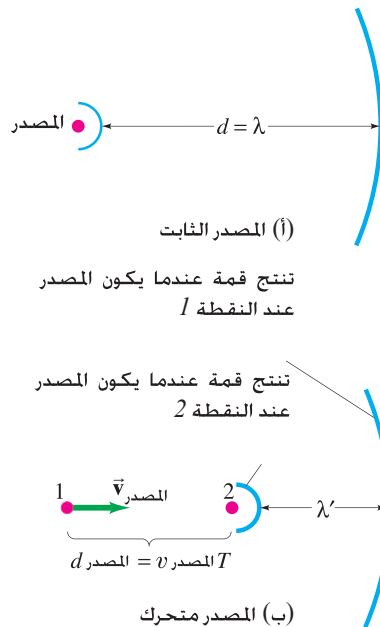 المصدر
d = λ
(أ) المصدر الثابت
تنتج قمة عندما يكون المصدر
عند النقطة 1
تنتج قمة عندما يكون المصدر
عند النقطة 2
1
v⃗المصدر
2
λ′
d المصدر = v المصدر T
(ب) المصدر متحرك